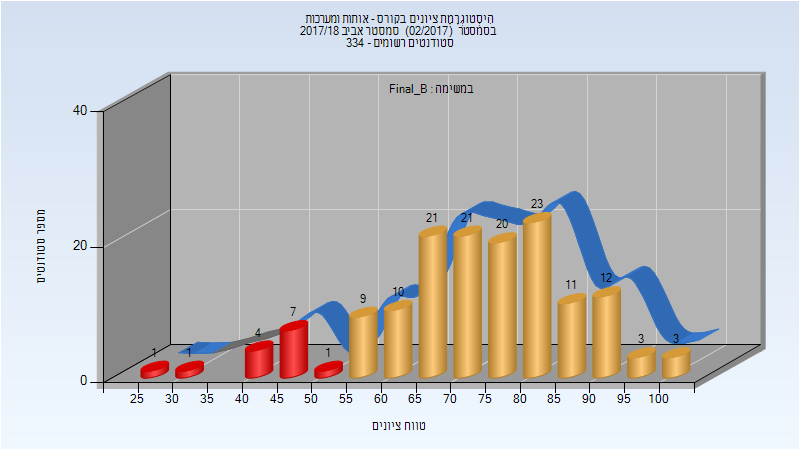 היסטוגרמת ציונים בקורס - אותות ומערכות
בסמסטר (02/2017) סמסטר אביב 2017/18
סטודנטים רשומים - 334
במשימה : Final_B
40
20
0
מספר סטודנטים
1
1
4
7
1
9
10
21
21
20
23
11
12
3
3
25 30 35 40 45 50 55 60 65 70 75 80 85 90 95 100
טווח ציונים